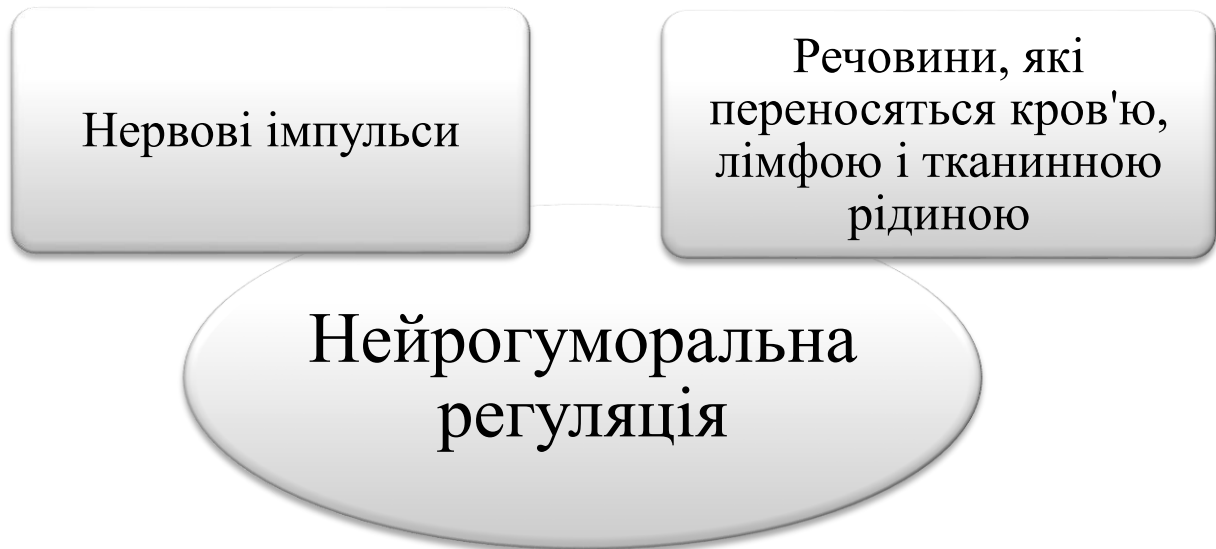 Нервові імпульси
Речовини, які
переносяться кров'ю,
лімфою і тканинною
рідиною
Нейрогуморальна
регуляція